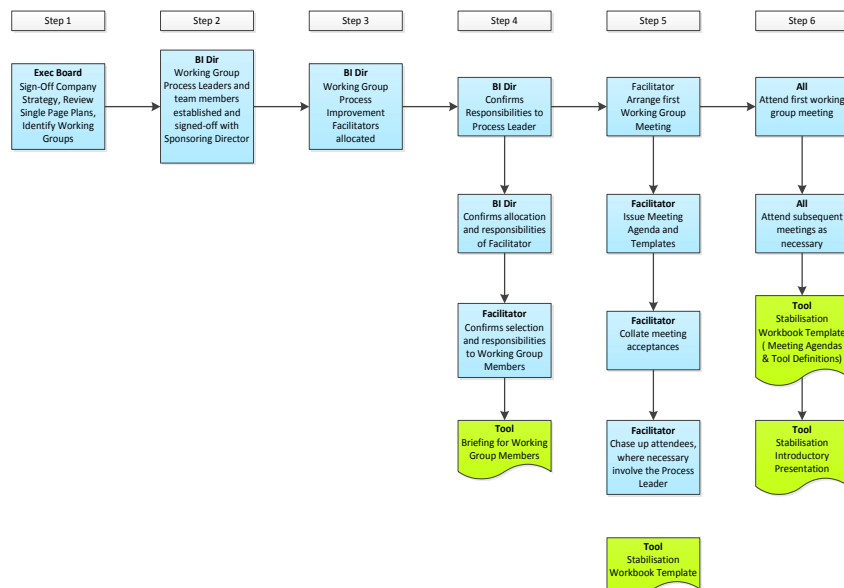 Step 1
Step 2
Step 3
Step 4
Step 5
Step 6
Exec Board
Sign-Off Company
Strategy, Review
Single Page Plans,
Identify Working
Groups
BI Dir
Working Group
Process Leaders and
team members
established and
signed-off with
Sponsoring Director
BI Dir
Working Group
Process
Improvement
Facilitators
allocated
BI Dir
Confirms
Responsibilities to
Process Leader
Facilitator
Arrange first
Working Group
Meeting
All
Attend first working
group meeting
BI Dir
Confirms allocation
and responsibilities
of Facilitator
Facilitator
Issue Meeting
Agenda and
Templates
All
Attend subsequent
meetings as
necessary
Facilitator
Confirms selection
and responsibilities
to Working Group
Members
Facilitator
Collate meeting
acceptances
Tool
Stabilisation
Workbook Template
( Meeting Agendas
& Tool Definitions)
Tool
Briefing for Working
Group Members
Facilitator
Chase up attendees,
where necessary
involve the Process
Leader
Tool
Stabilisation
Introductory
Presentation
Tool
Stabilisation
Workbook Template